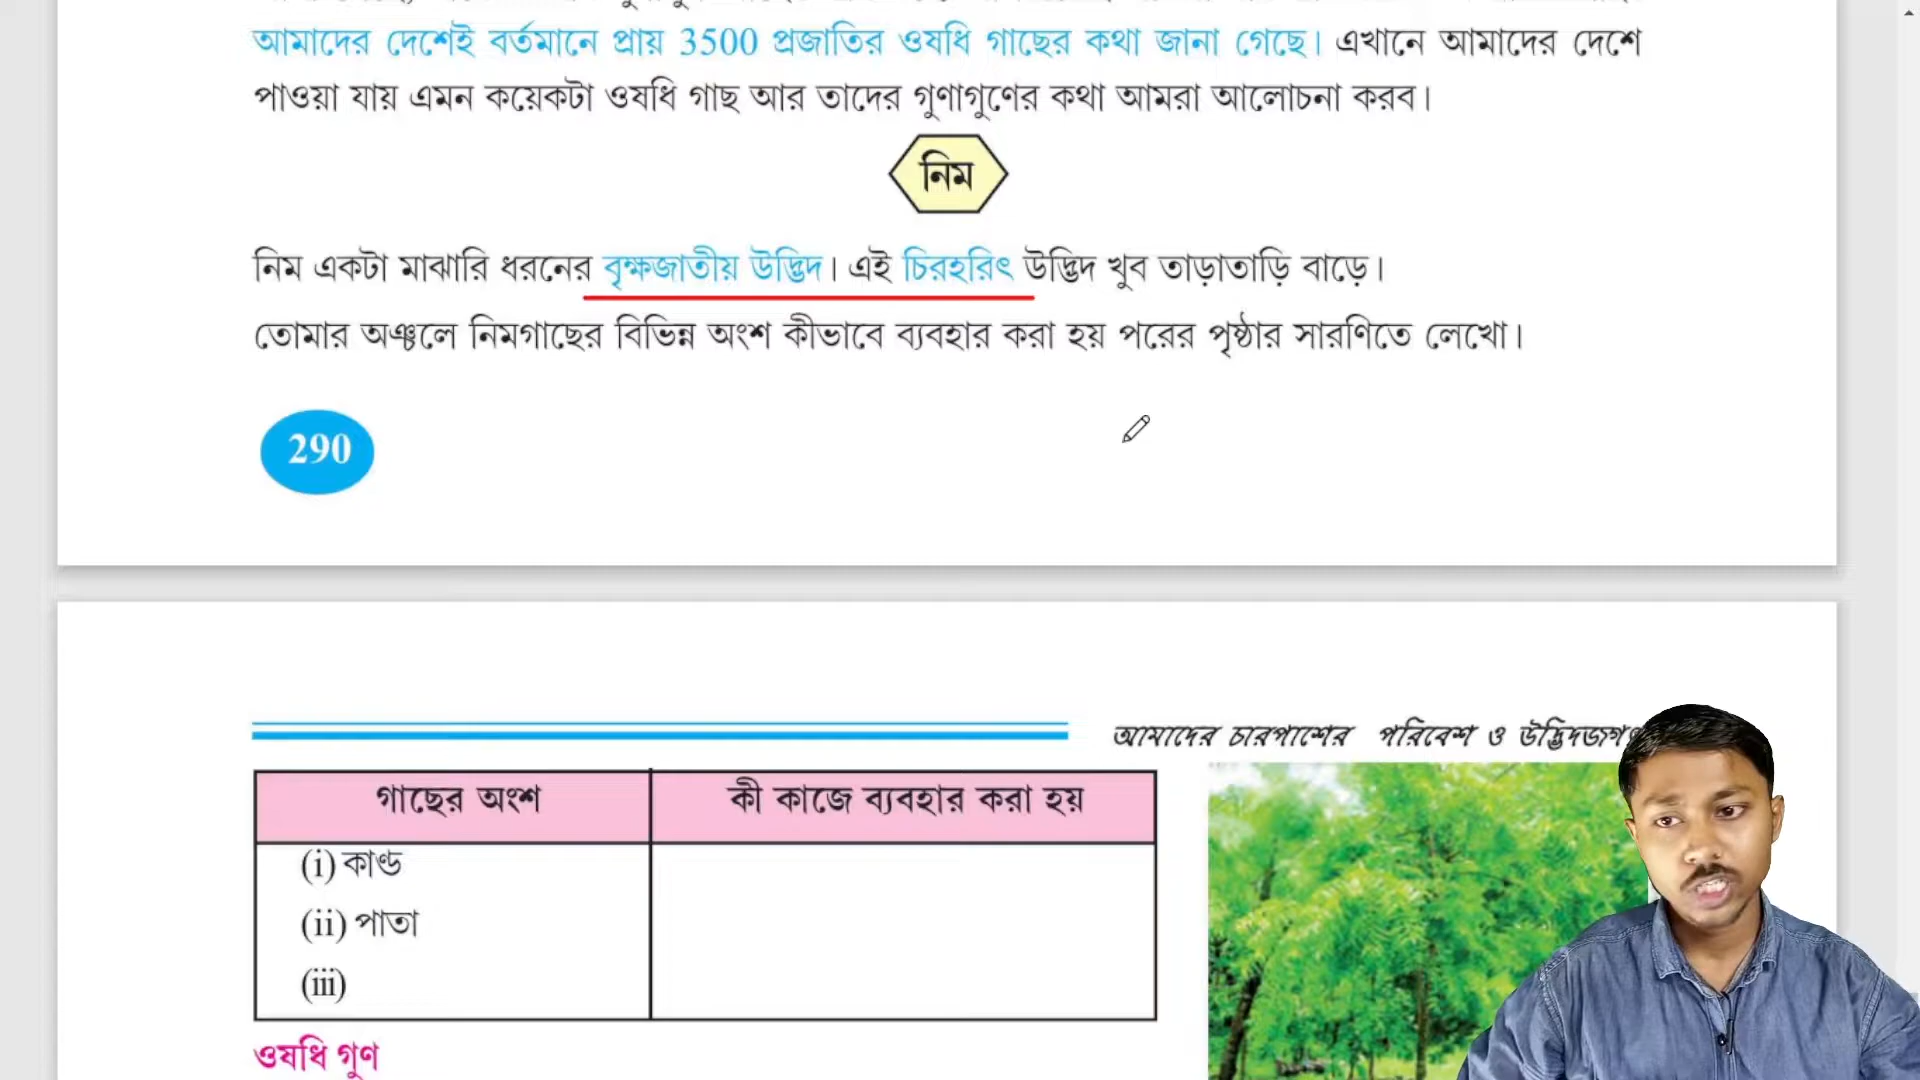 আমাদের দেশেই বর্তমানে প্রায় 3500 প্রজাতির ওষধি গাছের কথা জানা গেছে। এখানে আমাদের দেশে
পাওয়া যায় এমন কয়েকটা ওষধি গাছ আর তাদের গুণাগুণের কথা আমরা আলোচনা করব।
নিম
নিম একটা মাঝারি ধরনের বৃক্ষজাতীয় উদ্ভিদ। এই চিরহরিৎ উদ্ভিদ খুব তাড়াতাড়ি বাড়ে।
তোমার অঞ্চলে নিমগাছের বিভিন্ন অংশ কীভাবে ব্যবহার করা হয় পরের পৃষ্ঠার সারণিতে লেখো।
290
আমাদের চারপাশের পরিবেশ ও
গাছের অংশ কী কাজে ব্যবহার করা হয়
(i) কাণ্ড
(ii) পাতা
(iii)
ওষধি গুণ